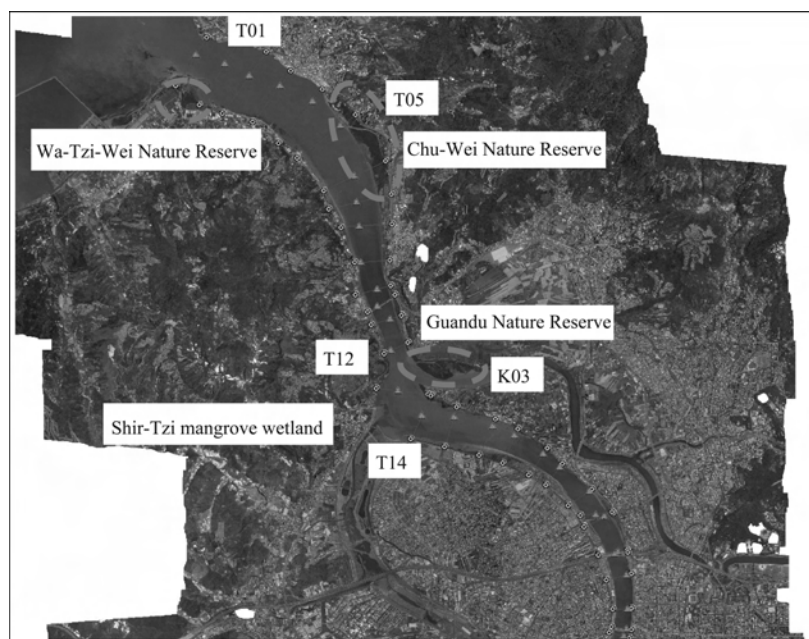 T01
T05
Wa-Tzi-Wei Nature Reserve
Chu-Wei Nature Reserve
Guandu Nature Reserve
T12
K03
Shir-Tzi mangrove wetland
T14